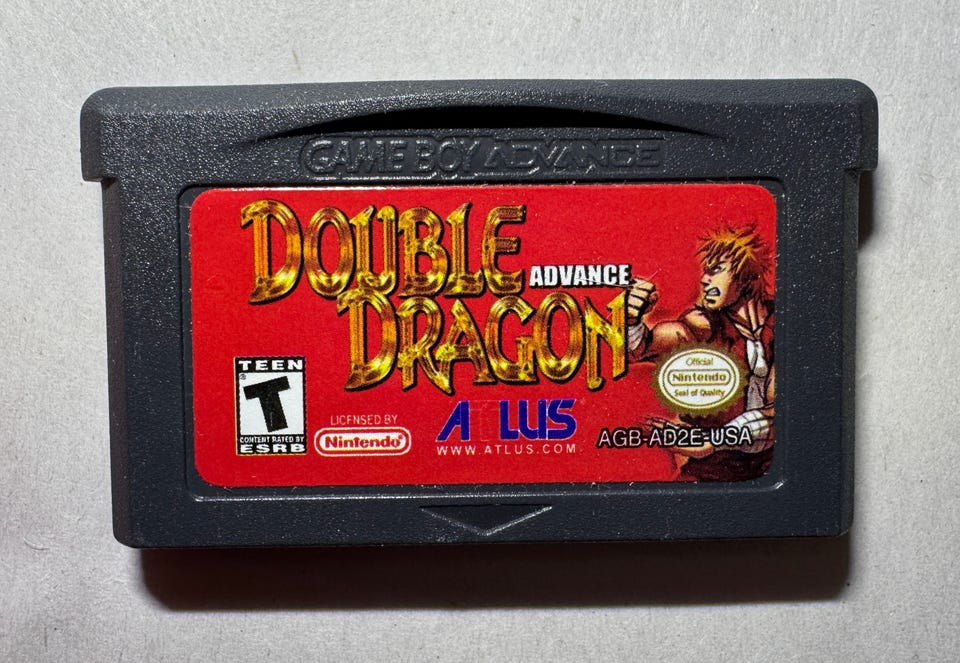 GAME BOY ADVANCE
DOUBLE
ADVANCE
DRAGON
TEEN
T
CONTENT RATED BY
ESRB
LICENSED BY
Nintendo®
ATLUS
WWW.ATLUS.COM
Official
Nintendo
Seal of Quality
AGB-AD2E-USA